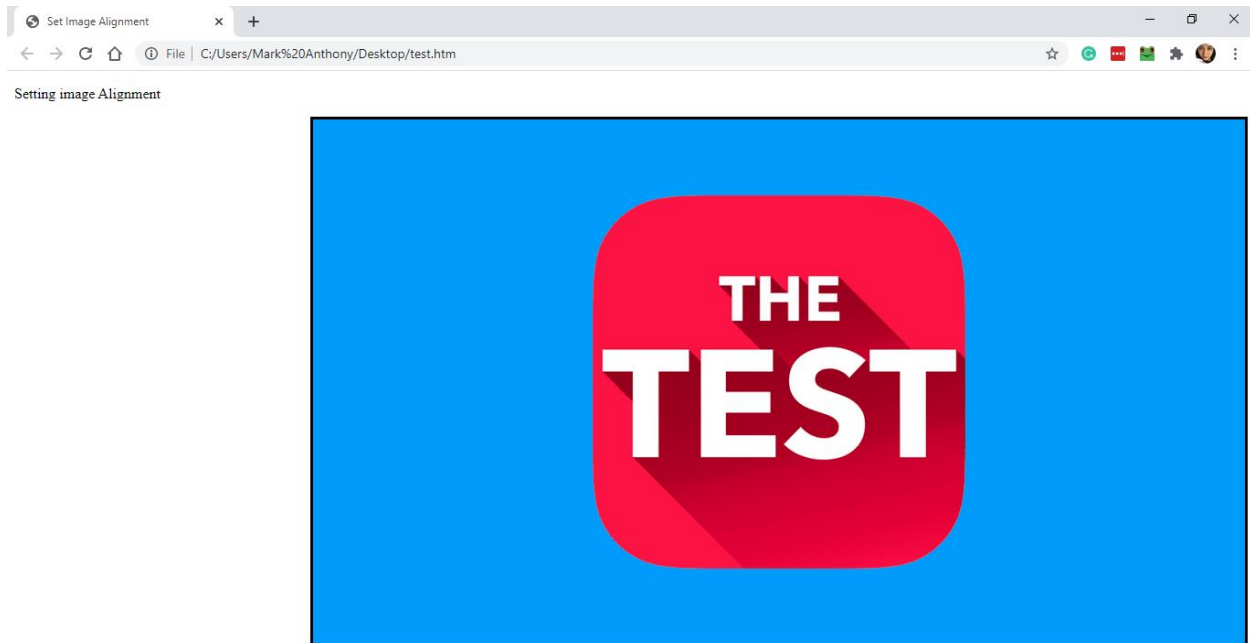 Set Image Alignment
File | C:/Users/Mark%20Anthony/Desktop/test.htm
Setting image Alignment
THE
TEST